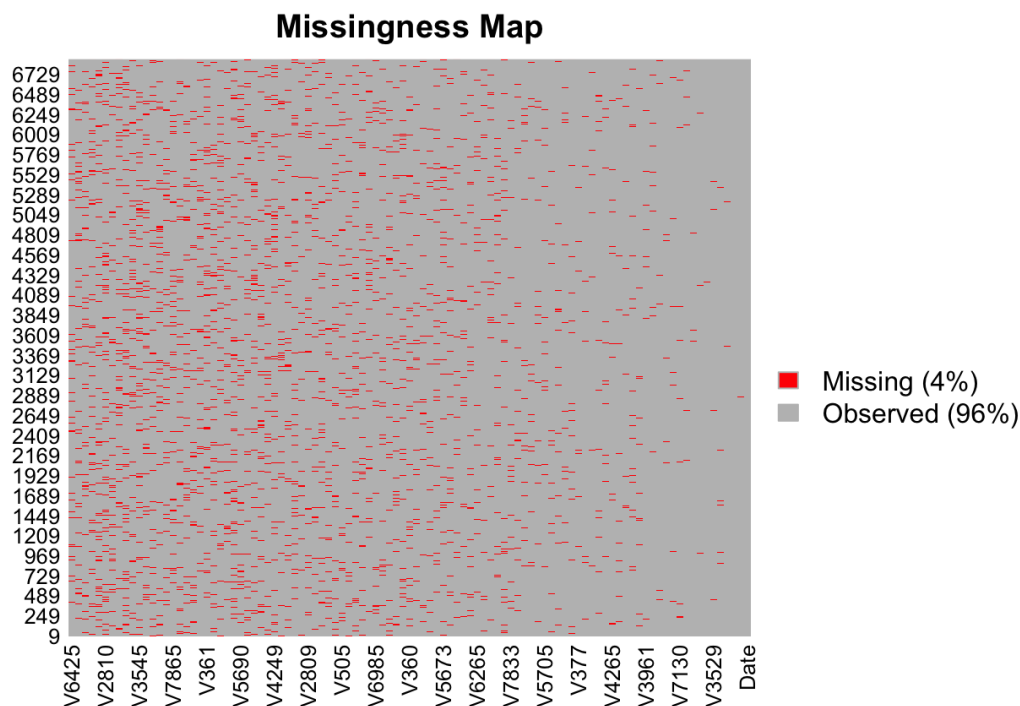 Missingness Map
6729
6489
6249
6009
5769
5529
5289
5049
4809
4569
4329
4089
3849
3609
3369
3129
2889
2649
2409
2169
1929
1689
1449
1209
969
729
489
249
9
Missing (4%)
Observed (96%)
V6425
V2810
V3545
V7865
V361
V5690
V4249
V2809
V505
V6985
V360
V5673
V6265
V7833
V5705
V377
V4265
V3961
V7130
V3529
Date